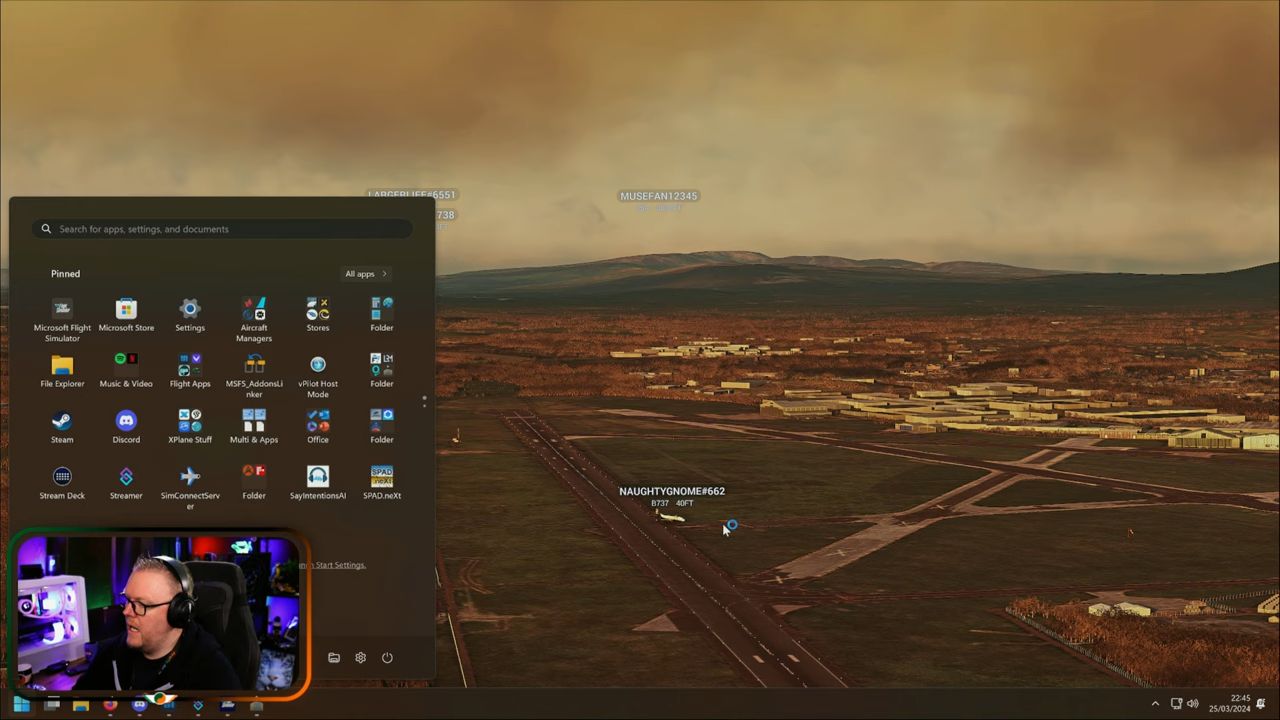 LARGERLIFE#6551
MUSEFAN12345
738
Search for apps, settings, and documents
Pinned
All apps
Microsoft Flight Simulator
Microsoft Store
Settings
Aircraft Managers
Stores
Folder
File Explorer
Music & Video
Flight Apps
MSFS_AddonsLinker
vPilot Host Mode
Folder
Steam
Discord
XPlane Stuff
Multi & Apps
Office
Folder
Stream Deck
Streamer
SimConnectServer
Folder
SayIntentionsAI
SPAD.neXt
NAUGHTYGNOME#662
B737 40FT
Start Settings.
22:45
25/03/2024